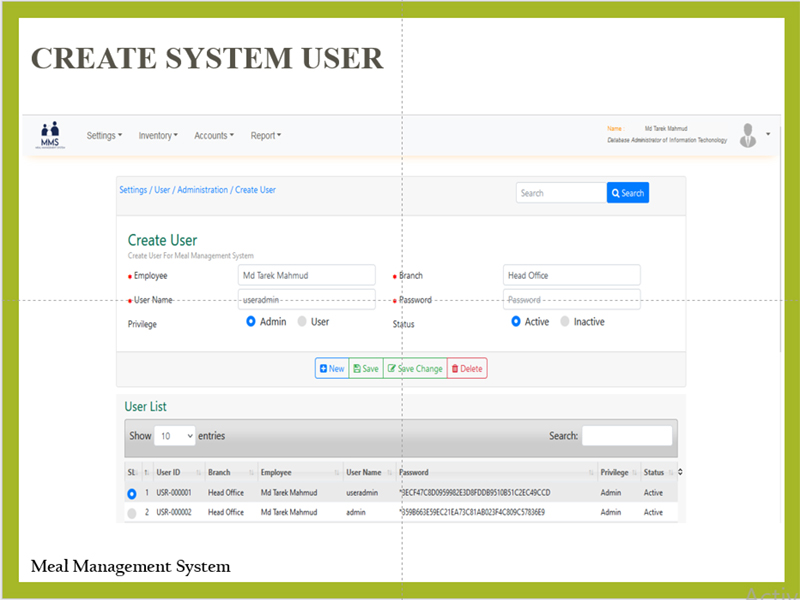 CREATE SYSTEM USER
MMS
Settings Inventory Accounts Report
Name : Md Tarek Mahmud
Database Administrator of Information Techonology
Settings / User / Administration / Create User
Search Search
Create User
Create User For Meal Management System
Employee Md Tarek Mahmud Branch Head Office
User Name useradmin Password Password
Privilege Admin User Status Active Inactive
New Save Save Change Delete
User List
Show 10 entries Search:
SL User ID Branch Employee User Name Password Privilege Status
1 USR-000001 Head Office Md Tarek Mahmud useradmin *3ECF47C8D0959982E3D8FDDB9510B51C2EC49CCD Admin Active
2 USR-000002 Head Office Md Tarek Mahmud admin *359B663E59EC21EA73C81AB023F4C809C57836E9 Admin Active
Meal Management System